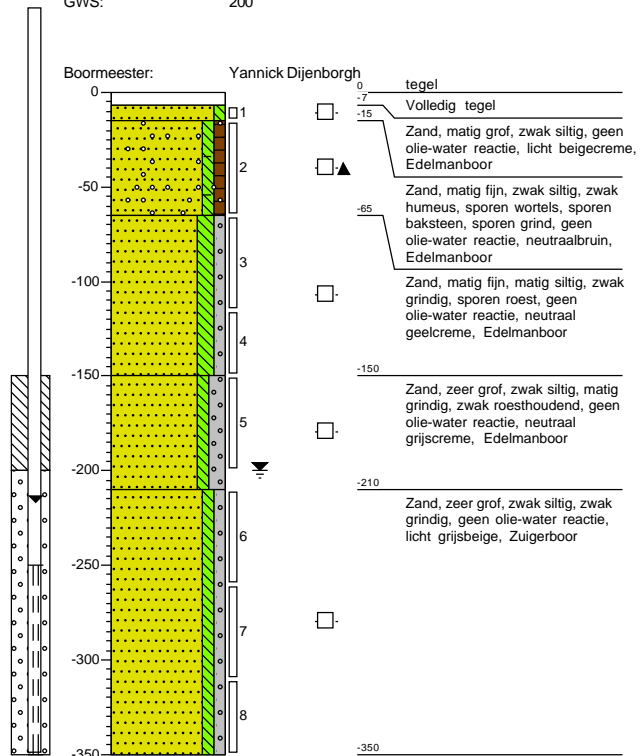 GWS: 200
Boormeester: Yannick Dijenborgh
0
-50
-100
-150
-200
-250
-300
-350
1
2
3
4
5
6
7
8
0
tegel
-7
Volledig tegel
-15
Zand, matig grof, zwak siltig, geen
olie-water reactie, licht beigecreme,
Edelmanboor
Zand, matig fijn, zwak siltig, zwak
humeus, sporen wortels, sporen
baksteen, sporen grind, geen
olie-water reactie, neutraalbruin,
Edelmanboor
-65
Zand, matig fijn, matig siltig, zwak
grindig, sporen roest, geen
olie-water reactie, neutraal
geelcreme, Edelmanboor
-150
Zand, zeer grof, zwak siltig, matig
grindig, zwak roesthoudend, geen
olie-water reactie, neutraal
grijscreme, Edelmanboor
-210
Zand, zeer grof, zwak siltig, zwak
grindig, geen olie-water reactie,
licht grijsbeige, Zuigerboor
-350